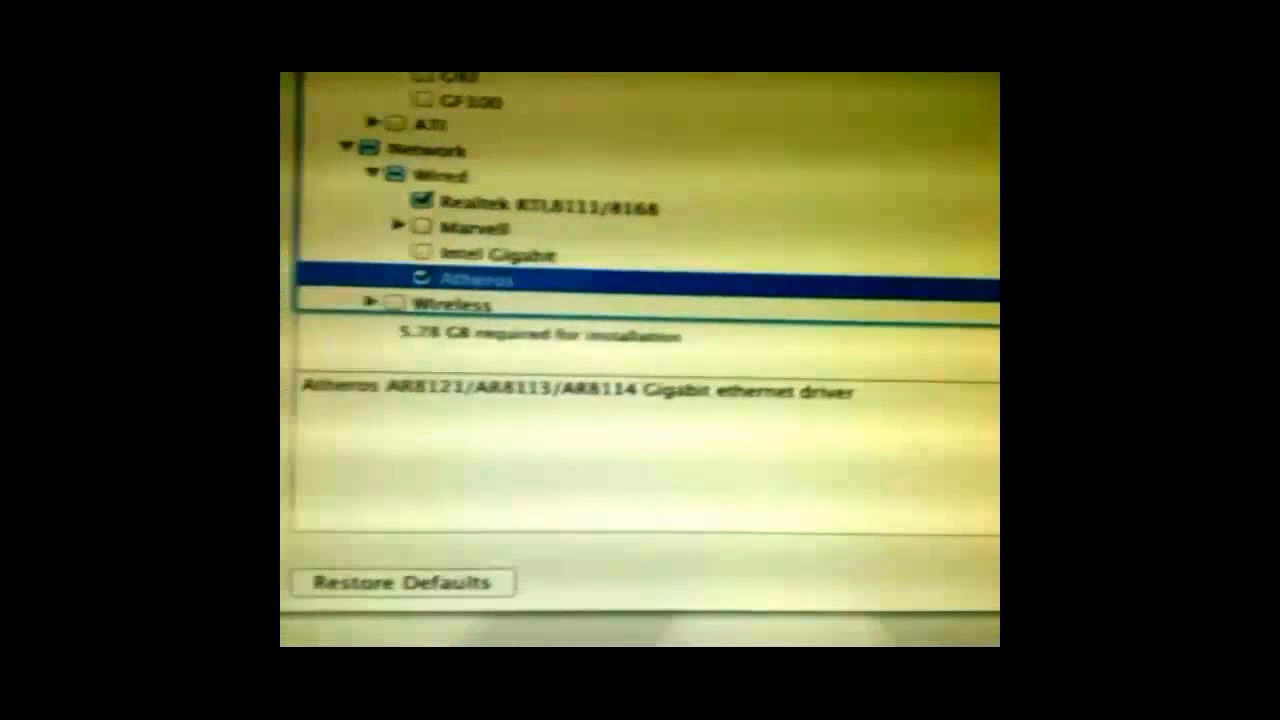 GF100
ATI
Network
Wired
Realtek RTL8111/8168
Marvell
Intel Gigabit
Atheros
Wireless
5.78 GB required for installation
Atheros AR8121/AR8113/AR8114 Gigabit ethernet driver
Restore Defaults